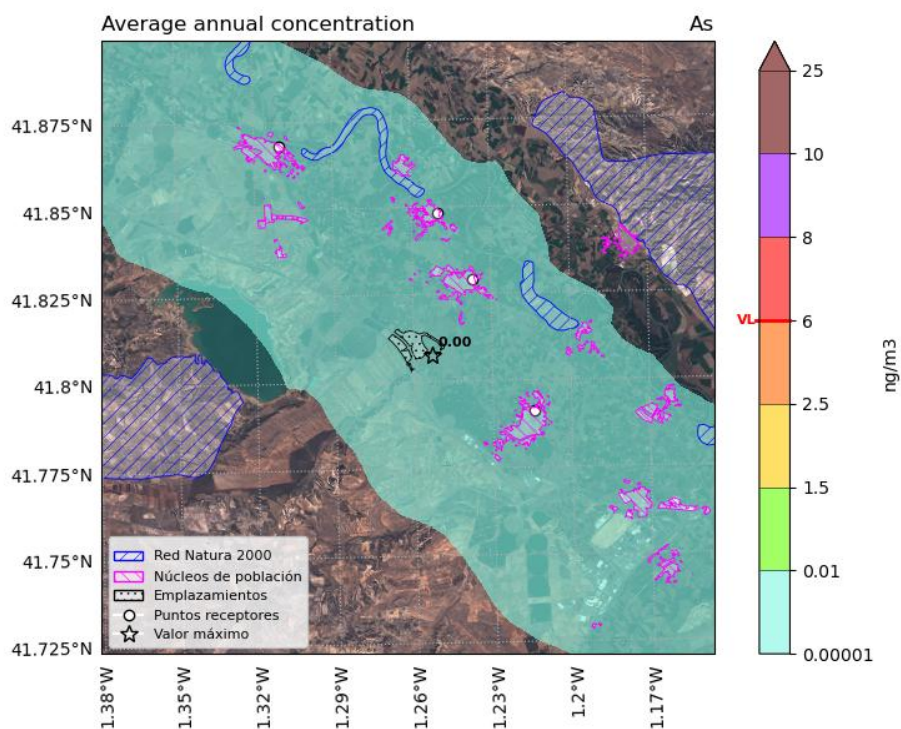 Average annual concentration
As
41.875°N
41.85°N
41.825°N
41.8°N
41.775°N
41.75°N
41.725°N
1.38°W
1.35°W
1.32°W
1.29°W
1.26°W
1.23°W
1.2°W
1.17°W
0.00
Red Natura 2000
Núcleos de población
Emplazamientos
Puntos receptores
Valor máximo
25
10
8
VL
6
2.5
1.5
0.01
0.00001
ng/m3